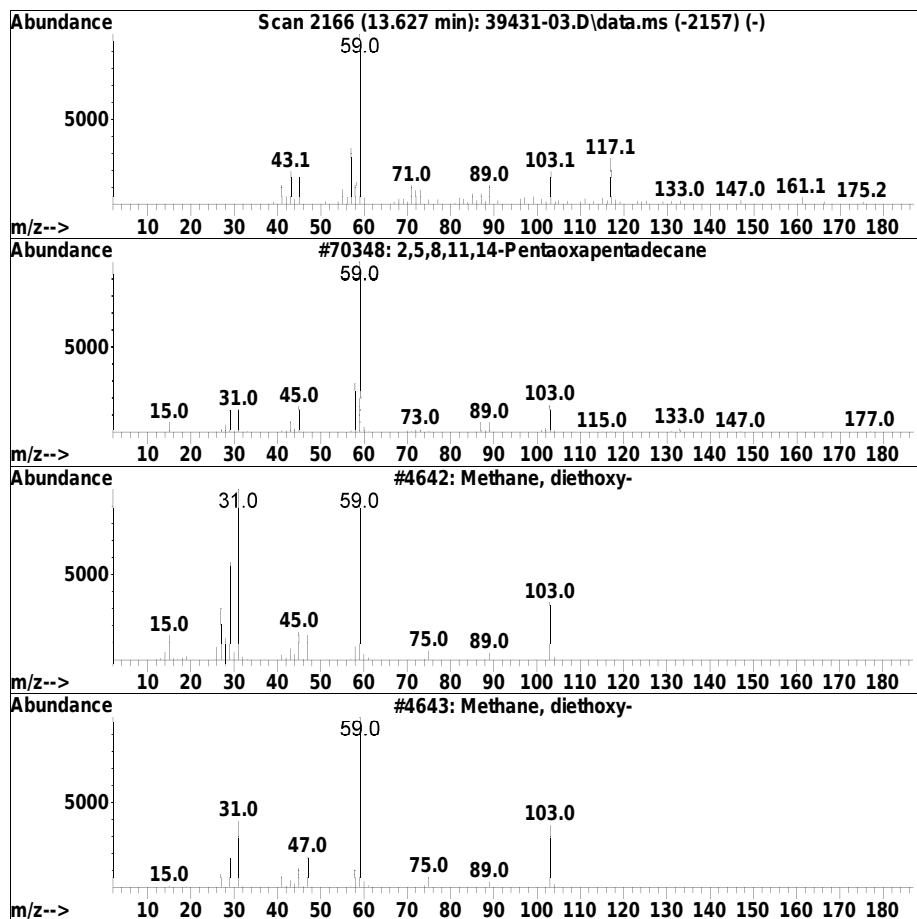 Abundance Scan 2166 (13.627 min): 39431-03.D\data.ms (-2157) (-)
59.0
5000
43.1 71.0 89.0 103.1 117.1 133.0 147.0 161.1 175.2
m/z--> 10 20 30 40 50 60 70 80 90 100 110 120 130 140 150 160 170 180
Abundance #70348: 2,5,8,11,14-Pentaoxapentadecane
59.0
5000
15.0 31.0 45.0 73.0 89.0 103.0 115.0 133.0 147.0 177.0
m/z--> 10 20 30 40 50 60 70 80 90 100 110 120 130 140 150 160 170 180
Abundance #4642: Methane, diethoxy-
31.0 59.0
5000
15.0 45.0 75.0 89.0 103.0
m/z--> 10 20 30 40 50 60 70 80 90 100 110 120 130 140 150 160 170 180
Abundance #4643: Methane, diethoxy-
59.0
5000
15.0 31.0 47.0 75.0 89.0 103.0
m/z--> 10 20 30 40 50 60 70 80 90 100 110 120 130 140 150 160 170 180